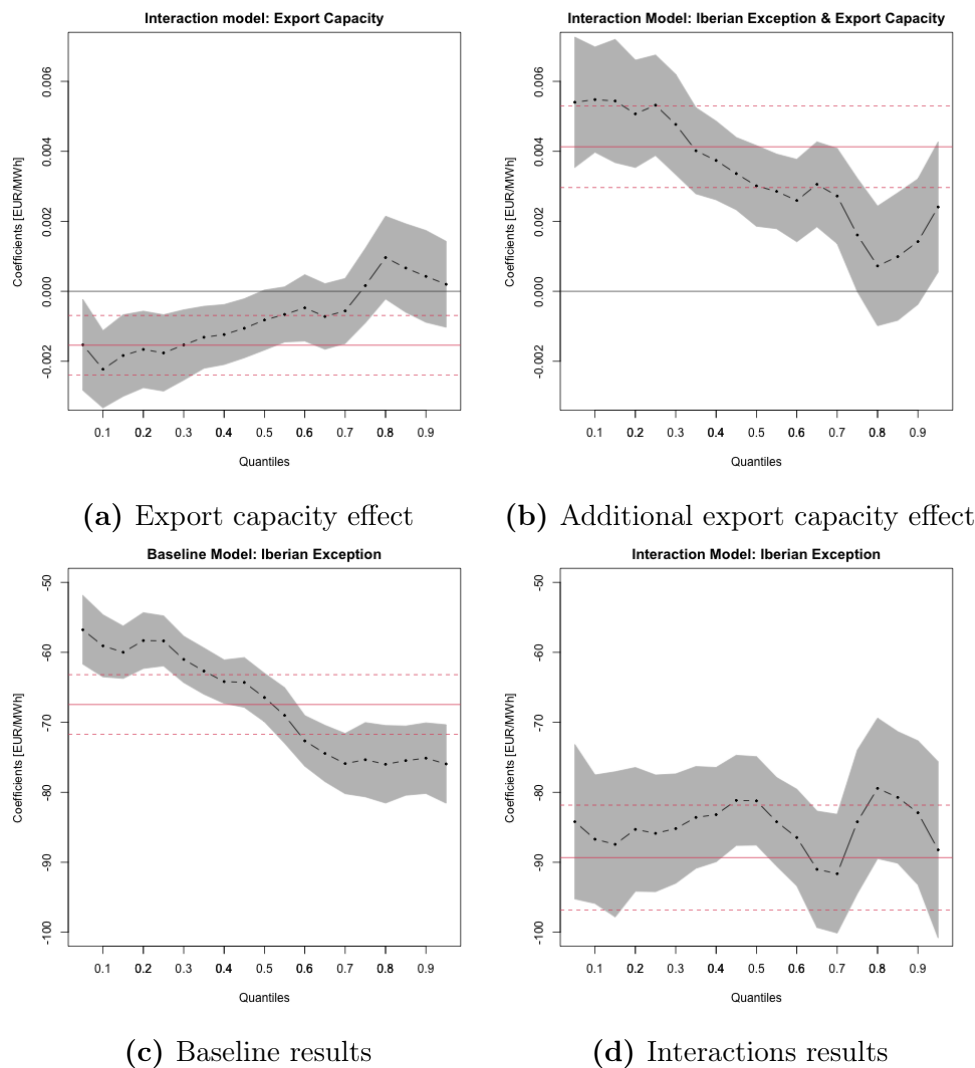 Interaction model: Export Capacity
Coefficients [EUR/MWh]
0.006
0.004
0.002
0.000
-0.002
0.1 0.2 0.3 0.4 0.5 0.6 0.7 0.8 0.9
Quantiles
(a) Export capacity effect
Interaction Model: Iberian Exception & Export Capacity
Coefficients [EUR/MWh]
0.006
0.004
0.002
0.000
-0.002
0.1 0.2 0.3 0.4 0.5 0.6 0.7 0.8 0.9
Quantiles
(b) Additional export capacity effect
Baseline Model: Iberian Exception
Coefficients [EUR/MWh]
-50
-60
-70
-80
-90
-100
0.1 0.2 0.3 0.4 0.5 0.6 0.7 0.8 0.9
Quantiles
(c) Baseline results
Interaction Model: Iberian Exception
Coefficients [EUR/MWh]
-50
-60
-70
-80
-90
-100
0.1 0.2 0.3 0.4 0.5 0.6 0.7 0.8 0.9
Quantiles
(d) Interactions results